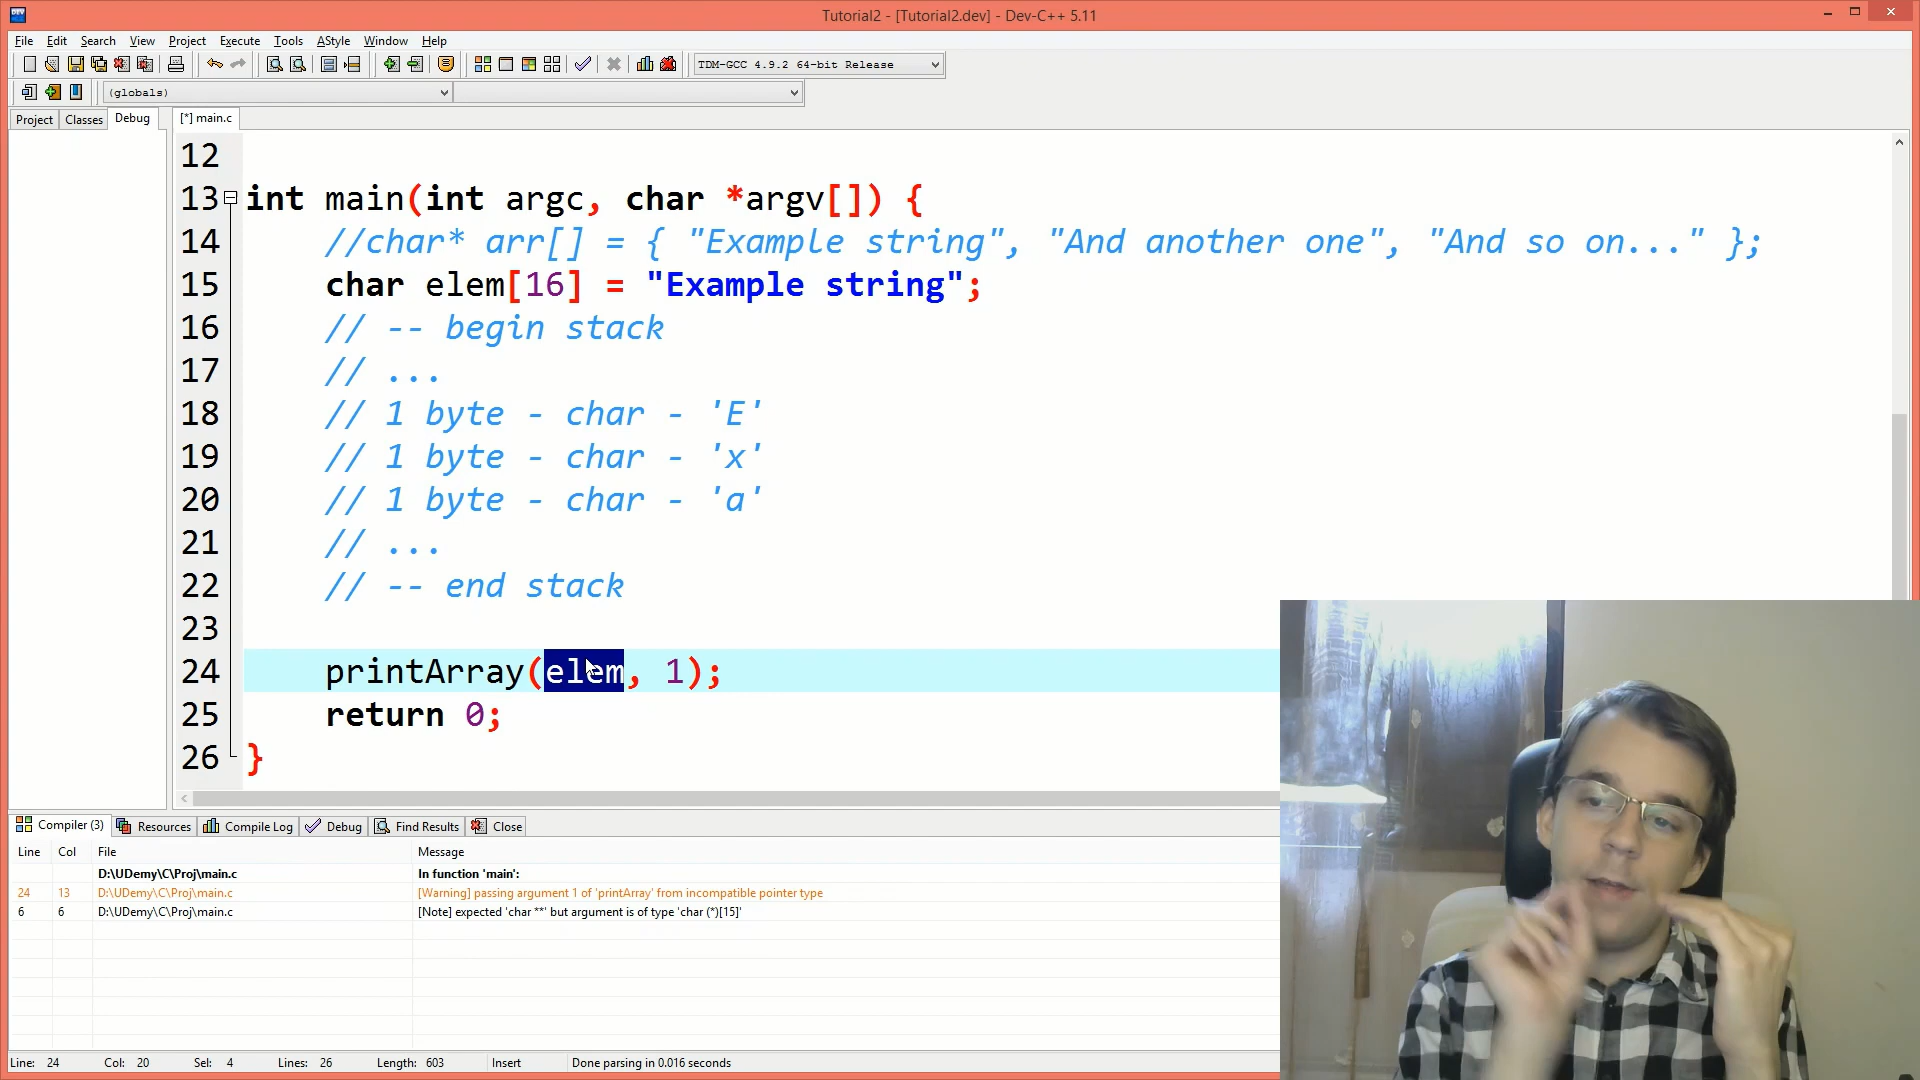 Tutorial2 - [Tutorial2.dev] - Dev-C++ 5.11
File Edit Search View Project Execute Tools AStyle Window Help
TDM-GCC 4.9.2 64-bit Release
(globals)
Project Classes Debug [*] main.c
12
13 int main(int argc, char *argv[]) {
14 //char* arr[] = { "Example string", "And another one", "And so on..." };
15 char elem[16] = "Example string";
16 // -- begin stack
17 // ...
18 // 1 byte - char - 'E'
19 // 1 byte - char - 'x'
20 // 1 byte - char - 'a'
21 // ...
22 // -- end stack
23
24 printArray(elem, 1);
25 return 0;
26 }
Compiler (3) Resources Compile Log Debug Find Results Close
Line Col File Message
D:\UDemy\C\Proj\main.c In function 'main':
24 13 D:\UDemy\C\Proj\main.c [Warning] passing argument 1 of 'printArray' from incompatible pointer type
6 6 D:\UDemy\C\Proj\main.c [Note] expected 'char **' but argument is of type 'char (*)[15]'
Line: 24 Col: 20 Sel: 4 Lines: 26 Length: 603 Insert Done parsing in 0.016 seconds